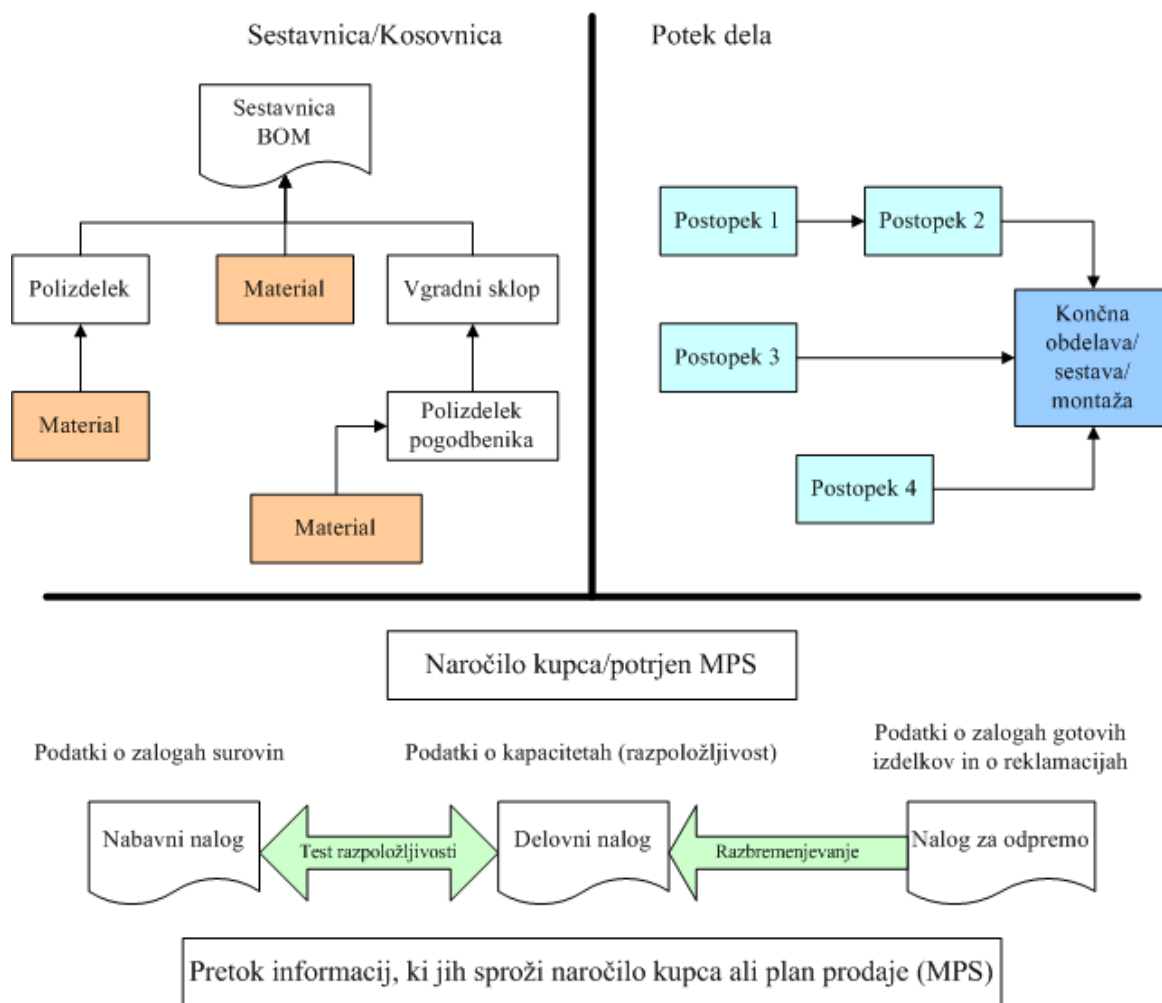 Sestavnica/Kosovnica
Sestavnica
BOM
Polizdelek
Material
Vgradni sklop
Material
Polizdelek
pogodbenika
Material
Potek dela
Postopek 1
Postopek 2
Postopek 3
Končna
obdelava/
sestava/
montaža
Postopek 4
Naročilo kupca/potrjen MPS
Podatki o zalogah surovin
Podatki o kapacitetah (razpoložljivost)
Podatki o zalogah gotovih
izdelkov in o reklamacijah
Nabavni nalog
Test razpoložljivosti
Delovni nalog
Razbremenjevanje
Nalog za odpremo
Pretok informacij, ki jih sproži naročilo kupca ali plan prodaje (MPS)